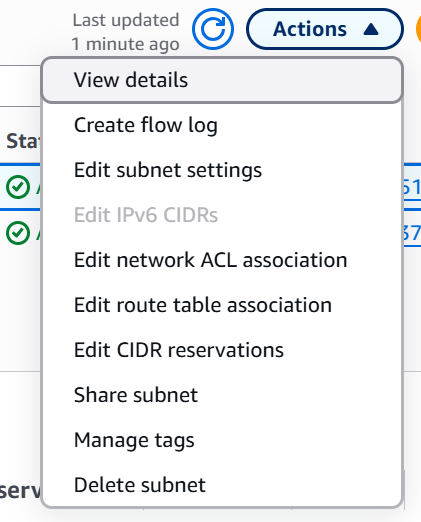 Last updated
1 minute ago
Actions
View details
Create flow log
Edit subnet settings
Edit IPv6 CIDRs
Edit network ACL association
Edit route table association
Edit CIDR reservations
Share subnet
Manage tags
Delete subnet